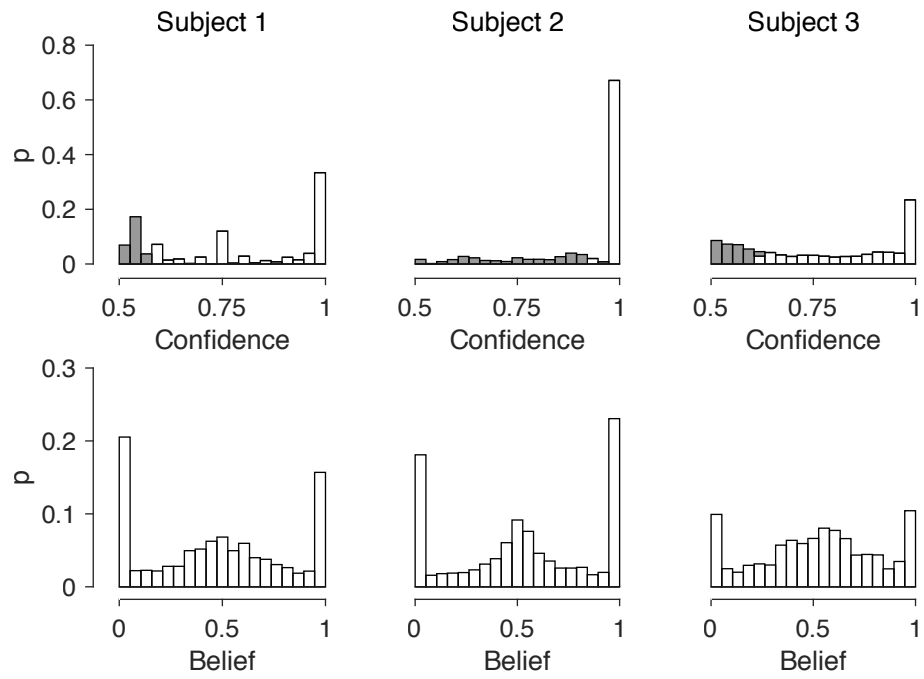 Subject 1 Subject 2 Subject 3
0.8
0.6
0.4
0.2
0
p
0.5 0.75 1 0.5 0.75 1 0.5 0.75 1
Confidence Confidence Confidence
0.3
0.2
0.1
0
p
0 0.5 1 0 0.5 1 0 0.5 1
Belief Belief Belief